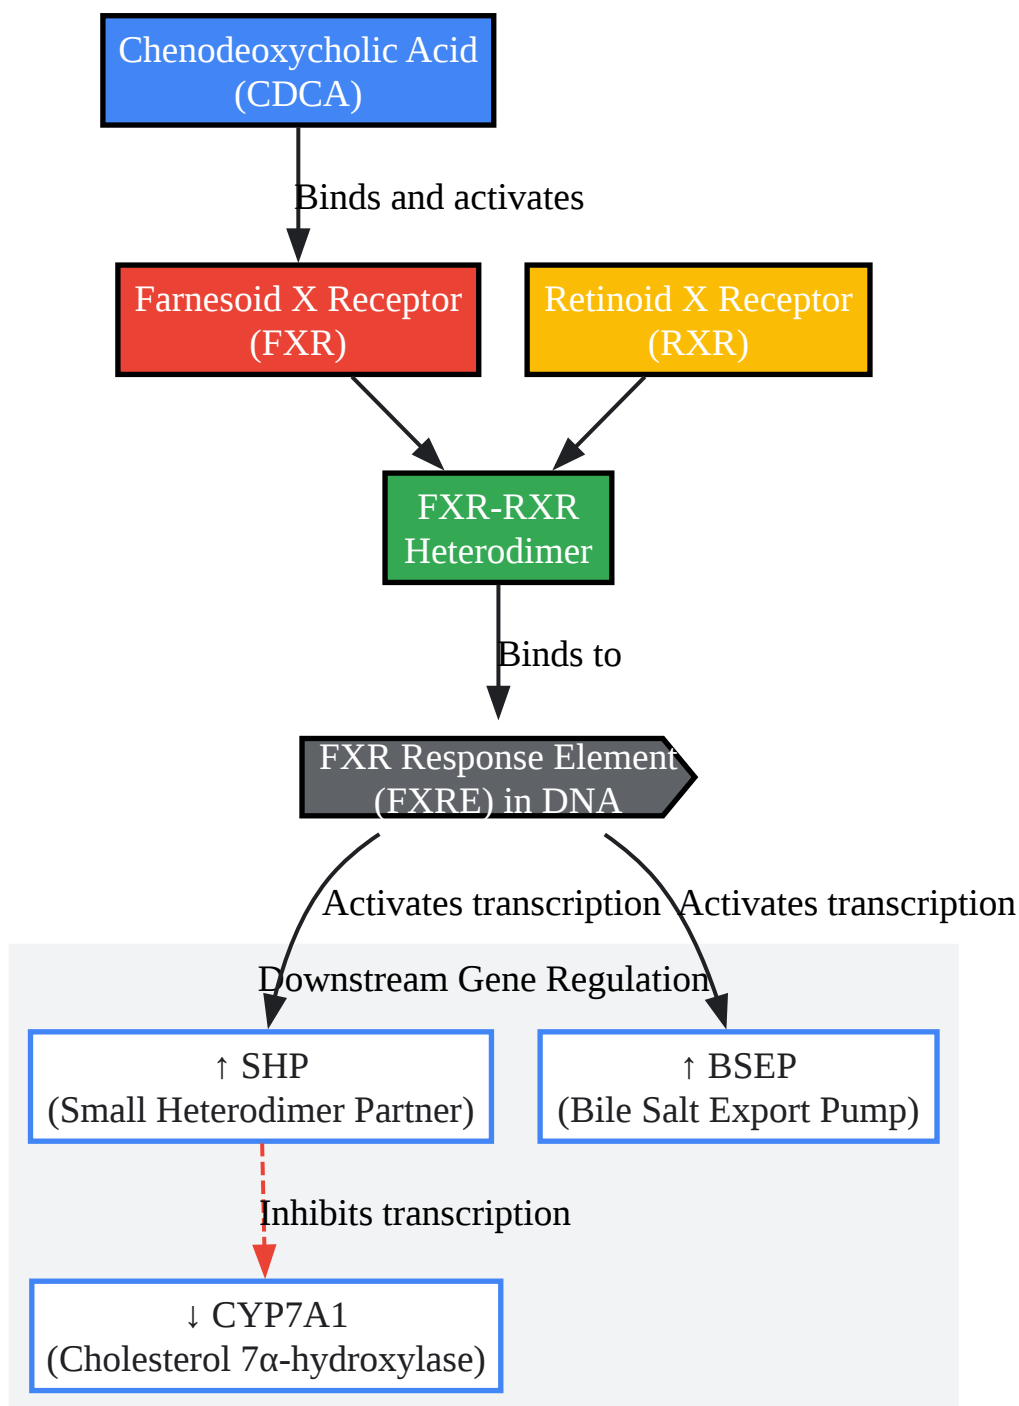 Chenodeoxycholic Acid
(CDCA)
Binds and activates
Farnesoid X Receptor
(FXR)
Retinoid X Receptor
(RXR)
FXR-RXR
Heterodimer
Binds to
FXR Response Element
(FXRE) in DNA
Activates transcription
Activates transcription
Downstream Gene Regulation
↑ SHP
(Small Heterodimer Partner)
↑ BSEP
(Bile Salt Export Pump)
Inhibits transcription
↓ CYP7A1
(Cholesterol 7α-hydroxylase)